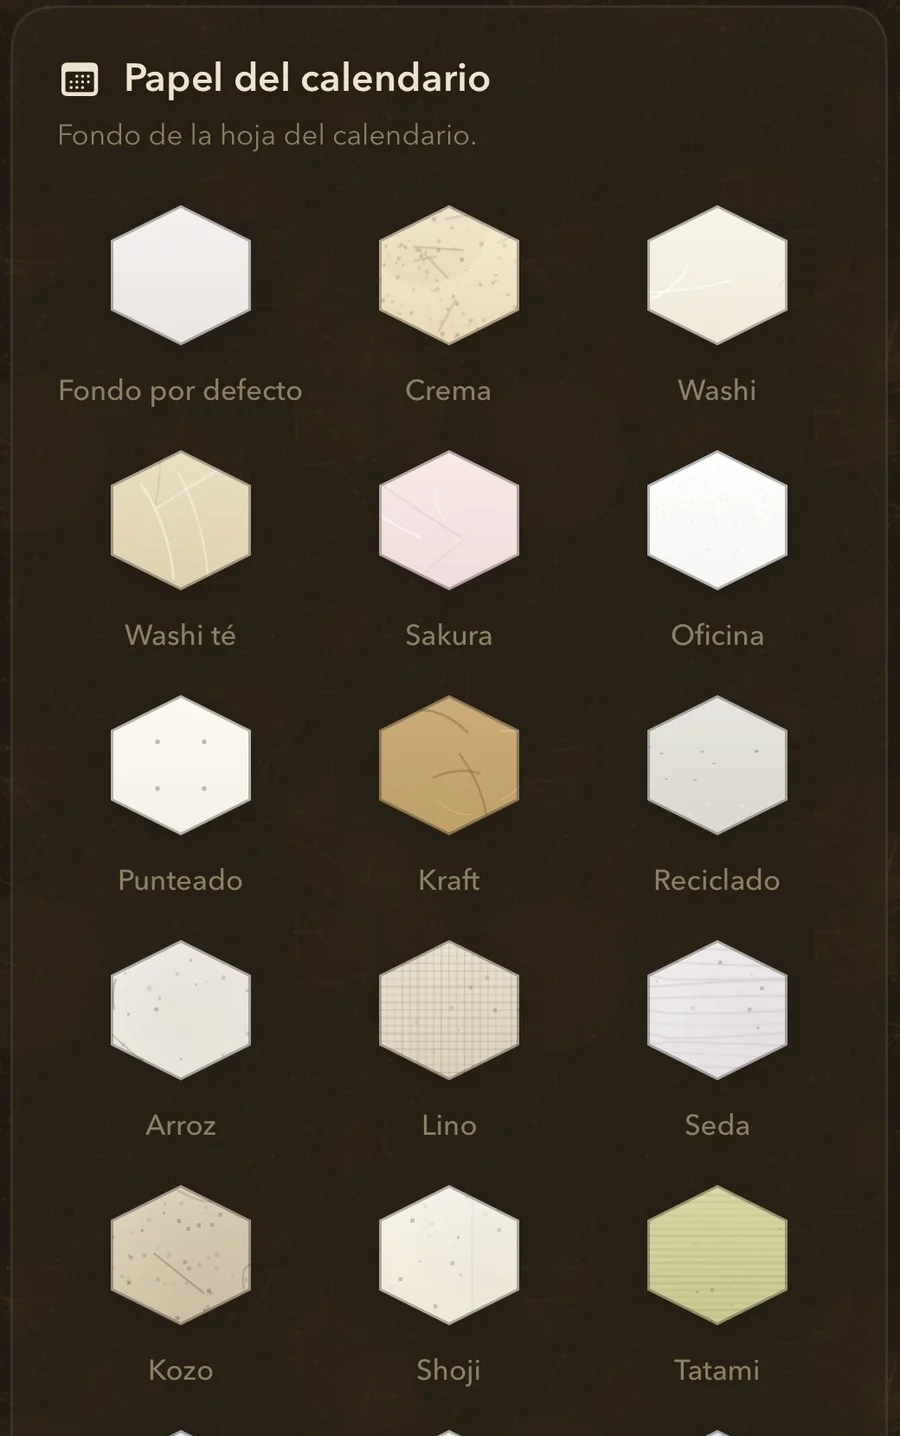 Papel del calendario
Fondo de la hoja del calendario.
Fondo por defecto
Crema
Washi
Washi té
Sakura
Oficina
Punteado
Kraft
Reciclado
Arroz
Lino
Seda
Kozo
Shoji
Tatami